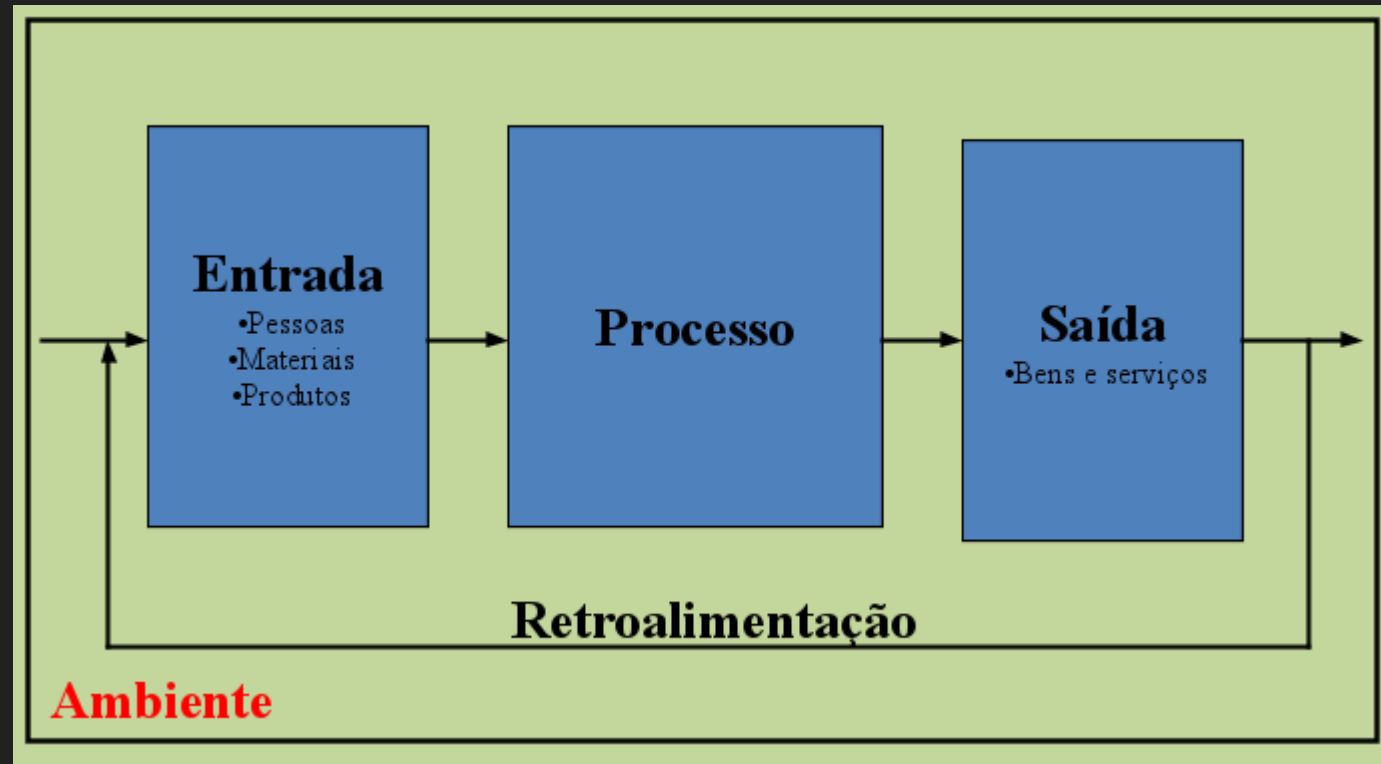 Entrada
•Pessoas
•Materiais
•Produtos
Processo
Saída
•Bens e serviços
Retroalimentação
Ambiente